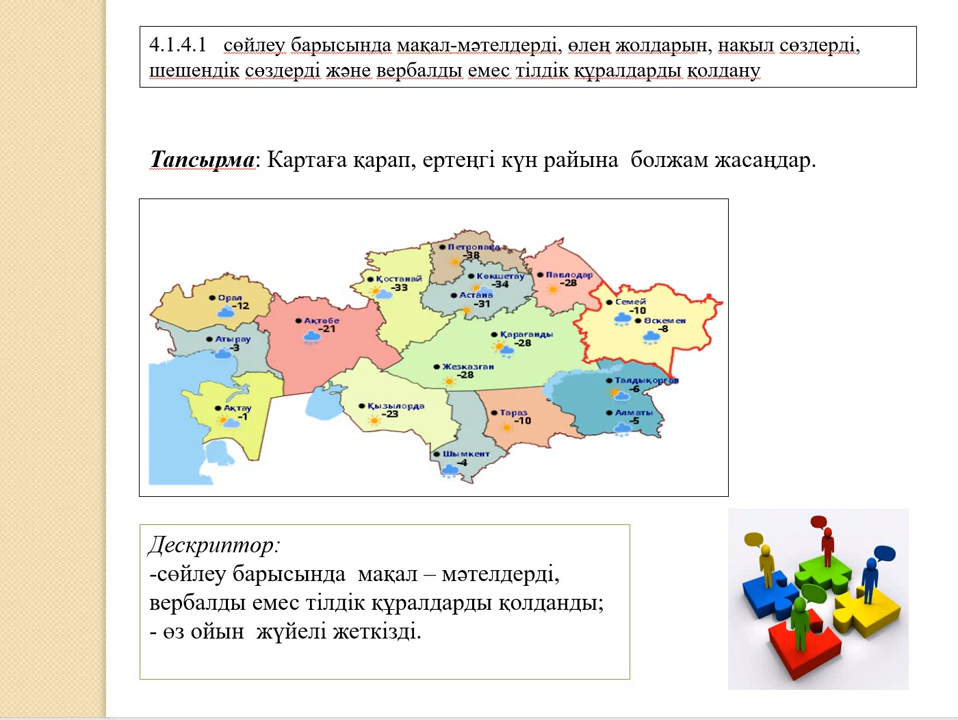 4.1.4.1 сөйлеу барысында мақал-мәтелдерді, өлең жолдарын, нақыл сөздерді,
шешендік сөздерді және вербалды емес тілдік құралдарды қолдану
Тапсырма: Картаға қарап, ертеңгі күн райына болжам жасаңдар.
Петропавл
-38
Көкшетау
-34
Қостанай
-33
Павлодар
-28
Астана
-31
Орал
-12
Семей
-10
Өскемен
-8
Ақтөбе
-21
Атырау
-3
Қарағанды
-28
Жезказган
-28
Талдықорған
-6
Ақтау
-1
Қызылорда
-23
Тараз
-10
Алматы
-5
Шымкент
-4
Дескриптор:
-сөйлеу барысында мақал – мәтелдерді,
вербалды емес тілдік құралдарды қолданды;
- өз ойын жүйелі жеткізді.